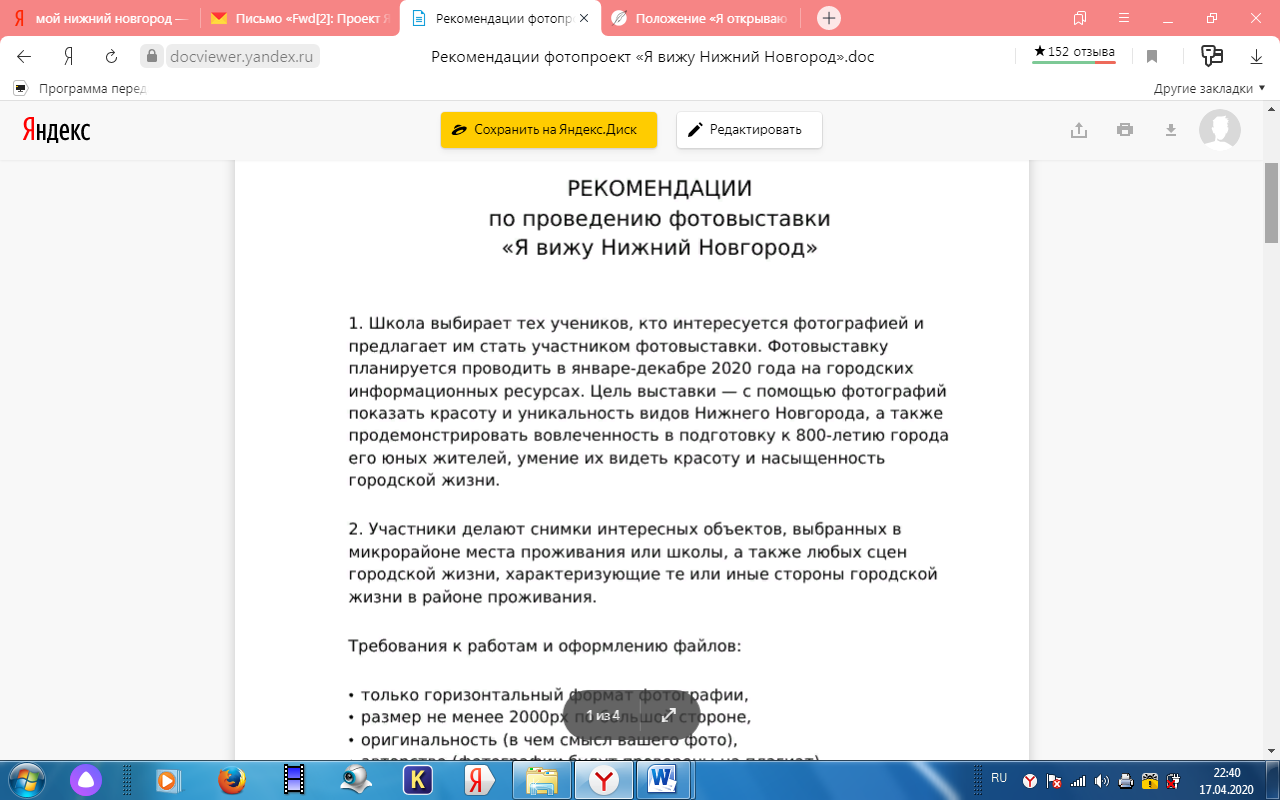 мой нижний новгород —
Письмо «Fwd[2]: Проект Я
Рекомендации фотопр
Положение «Я открываю
docviewer.yandex.ru
Рекомендации фотопроект «Я вижу Нижний Новгород».doc
★152 отзыва
Программа перед
Другие закладки
Яндекс
Сохранить на Яндекс.Диск
Редактировать
РЕКОМЕНДАЦИИ
по проведению фотовыставки
«Я вижу Нижний Новгород»
1. Школа выбирает тех учеников, кто интересуется фотографией и
предлагает им стать участником фотовыставки. Фотовыставку
планируется проводить в январе-декабре 2020 года на городских
информационных ресурсах. Цель выставки — с помощью фотографий
показать красоту и уникальность видов Нижнего Новгорода, а также
продемонстрировать вовлеченность в подготовку к 800-летию города
его юных жителей, умение их видеть красоту и насыщенность
городской жизни.
2. Участники делают снимки интересных объектов, выбранных в
микрорайоне места проживания или школы, а также любых сцен
городской жизни, характеризующие те или иные стороны городской
жизни в районе проживания.
Требования к работам и оформлению файлов:
• только горизонтальный формат фотографии,
• размер не менее 2000px по большой стороне,
• оригинальность (в чем смысл вашего фото),
1 из 4
RU
22:40
17.04.2020